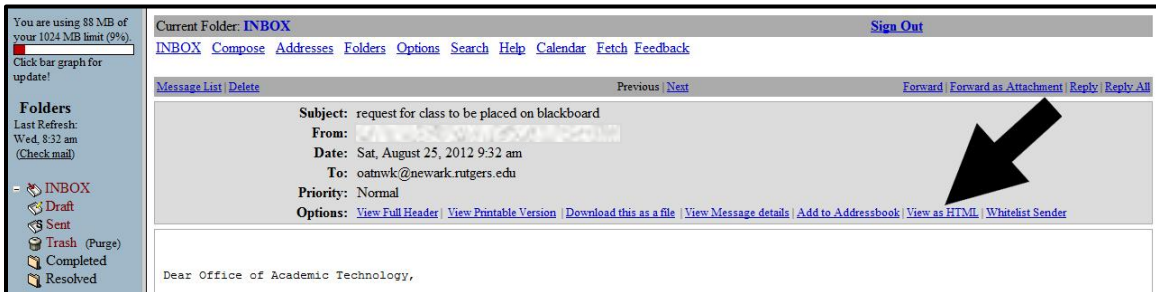 You are using 88 MB of
your 1024 MB limit (9%).
Click bar graph for
update!
Folders
Last Refresh:
Wed, 8:32 am
(Check mail)
INBOX
Draft
Sent
Trash (Purge)
Completed
Resolved
Current Folder: INBOX Sign Out
INBOX Compose Addresses Folders Options Search Help Calendar Fetch Feedback
Message List | Delete Previous | Next Forward | Forward as Attachment | Reply | Reply All
Subject: request for class to be placed on blackboard
From:
Date: Sat, August 25, 2012 9:32 am
To: oatnwk@newark.rutgers.edu
Priority: Normal
Options: View Full Header | View Printable Version | Download this as a file | View Message details | Add to Addressbook | View as HTML | Whitelist Sender
Dear Office of Academic Technology,